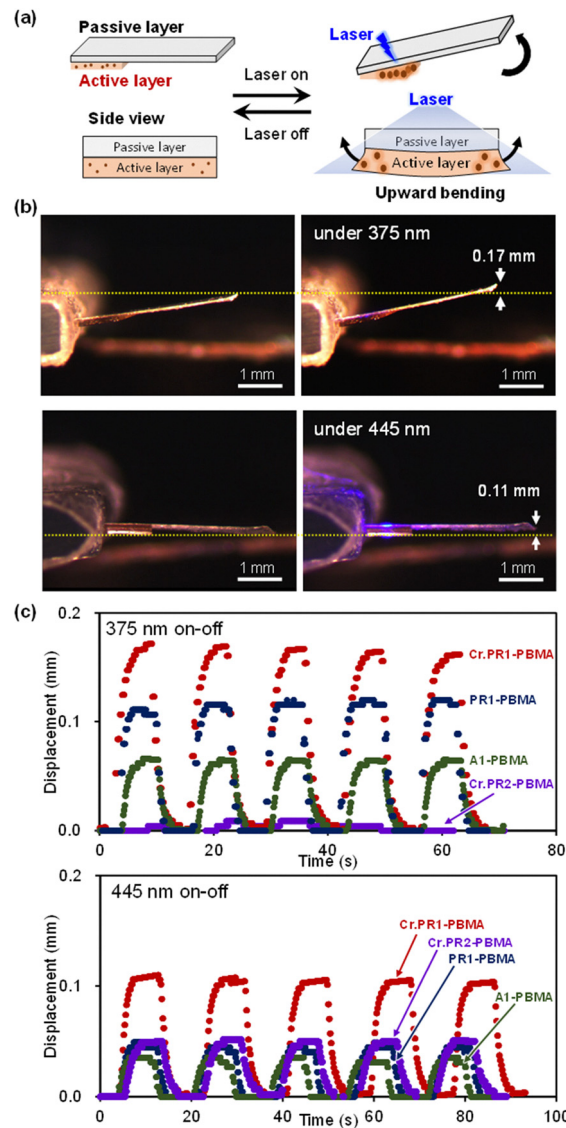 (a)
Passive layer
Active layer
Laser on
Laser off
Laser
Side view
Passive layer
Active layer
Laser
Passive layer
Active layer
Upward bending
(b)
1 mm
under 375 nm
0.17 mm
1 mm
1 mm
under 445 nm
0.11 mm
1 mm
(c)
375 nm on-off
Displacement (mm)
0.2
0.1
0.0
Cr.PR1-PBMA
PR1-PBMA
A1-PBMA
Cr.PR2-PBMA
0 20 40 60 80
Time (s)
445 nm on-off
Displacement (mm)
0.2
0.1
0.0
Cr.PR1-PBMA
Cr.PR2-PBMA
PR1-PBMA
A1-PBMA
0 20 40 60 80 100
Time (s)